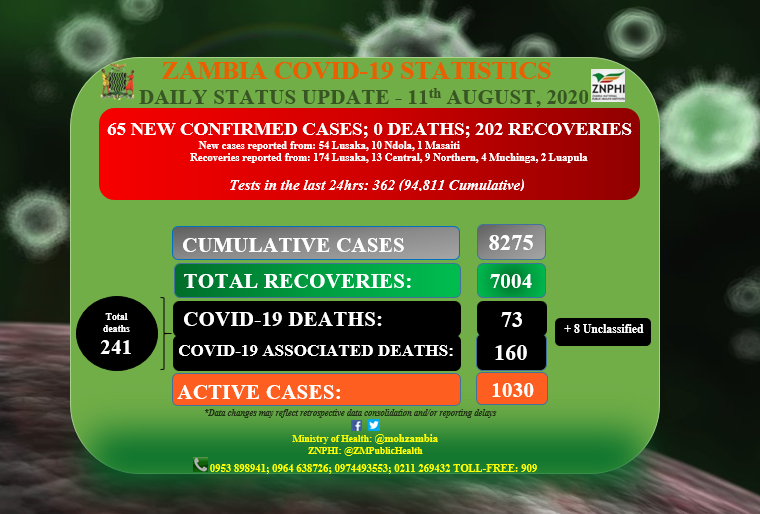 ZAMBIA COVID-19 STATISTICS
DAILY STATUS UPDATE - 11th AUGUST, 2020
ZNPHI
65 NEW CONFIRMED CASES; 0 DEATHS; 202 RECOVERIES
New cases reported from: 54 Lusaka, 10 Ndola, 1 Masaiti
Recoveries reported from: 174 Lusaka, 13 Central, 9 Northern, 4 Muchinga, 2 Luapula
Tests in the last 24hrs: 362 (94,811 Cumulative)
CUMULATIVE CASES 8275
TOTAL RECOVERIES: 7004
Total
deaths
241
COVID-19 DEATHS: 73
COVID-19 ASSOCIATED DEATHS: 160
+ 8 Unclassified
ACTIVE CASES: 1030
*Data changes may reflect retrospective data consolidation and/or reporting delays
Ministry of Health: @mohzambia
ZNPHI: @ZMPublicHealth
0953 898941; 0964 638726; 0974493553; 0211 269432 TOLL-FREE: 909